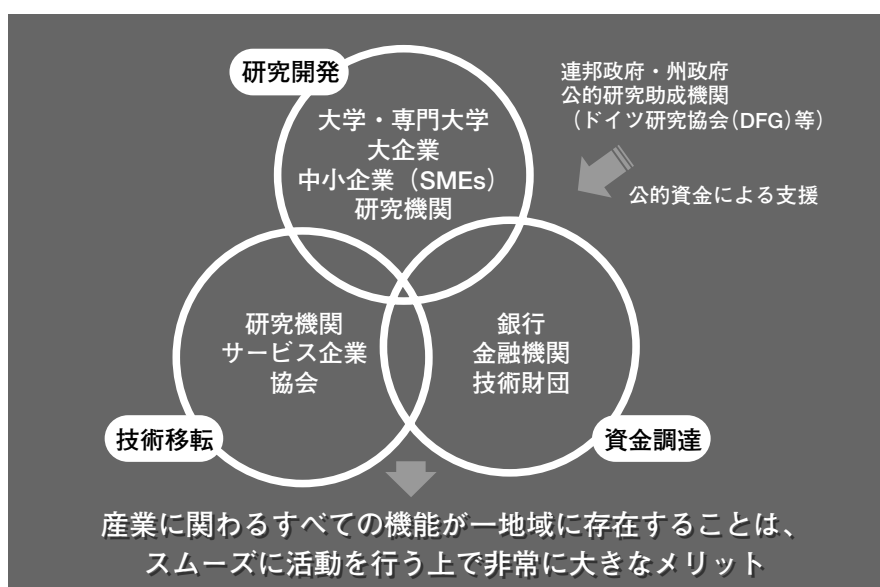 研究開発
大学・専門大学
大企業
中小企業（SMEs）
研究機関
連邦政府・州政府
公的研究助成機関
（ドイツ研究協会（DFG）等）
公的資金による支援
研究機関
サービス企業
協会
銀行
金融機関
技術財団
技術移転
資金調達
産業に関わるすべての機能が一地域に存在することは、
スムーズに活動を行う上で非常に大きなメリット